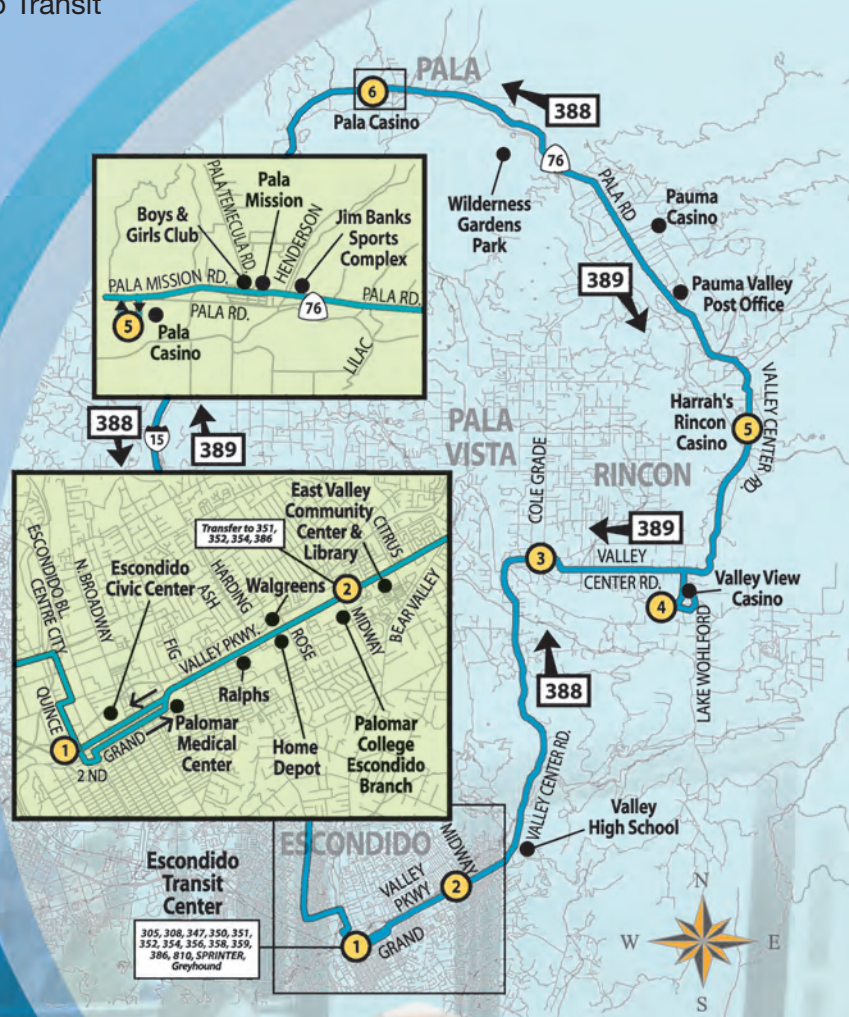 Transit
PALA
6
Pala Casino
388
76
Wilderness
Gardens
Park
PALA RD
Pauma
Casino
389
Pauma Valley
Post Office
Pala
Mission
Boys &
Girls Club
PALA TEMECULA RD.
HENDERSON
Jim Banks
Sports
Complex
PALA MISSION RD.
PALA RD.
PALA RD.
76
5
Pala
Casino
LILAC
388
15
389
PALA
VISTA
Harrah's
Rincon
Casino
5
VALLEY CENTER RD.
RINCON
COLE GRADE
389
3
VALLEY
CENTER RD.
4
Valley View
Casino
LAKE WOHLFORD
388
VALLEY CENTER RD.
Valley
High School
East Valley
Community
Center &
Library
CITRUS
Transfer to 351,
352, 354, 386
2
ESCONDIDO BL.
CENTRE CITY
N. BROADWAY
Escondido
Civic Center
ASH
HARDING
Walgreens
BEAR VALLEY
MIDWAY
FIG
VALLEY PKWY.
ROSE
Ralphs
QUINCE
1
GRAND
2 ND
Palomar
Medical
Center
Home
Depot
Palomar
College
Escondido
Branch
ESCONDIDO
MIDWAY
VALLEY
PKWY
2
1
GRAND
Escondido
Transit
Center
305, 308, 347, 350, 351,
352, 354, 356, 358, 359,
386, 810, SPRINTER,
Greyhound
N
W
E
S